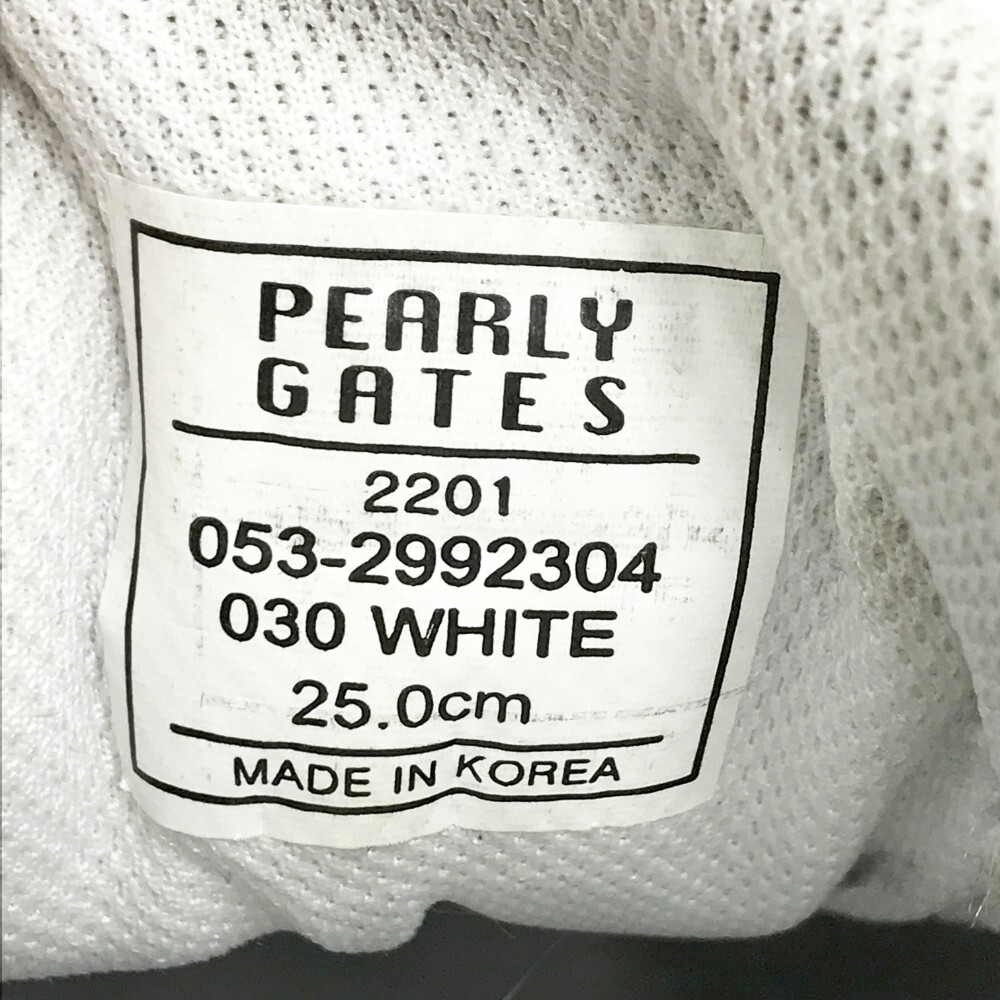 PEARLY
GATES
2201
053-2992304
030 WHITE
25.0cm
MADE IN KOREA